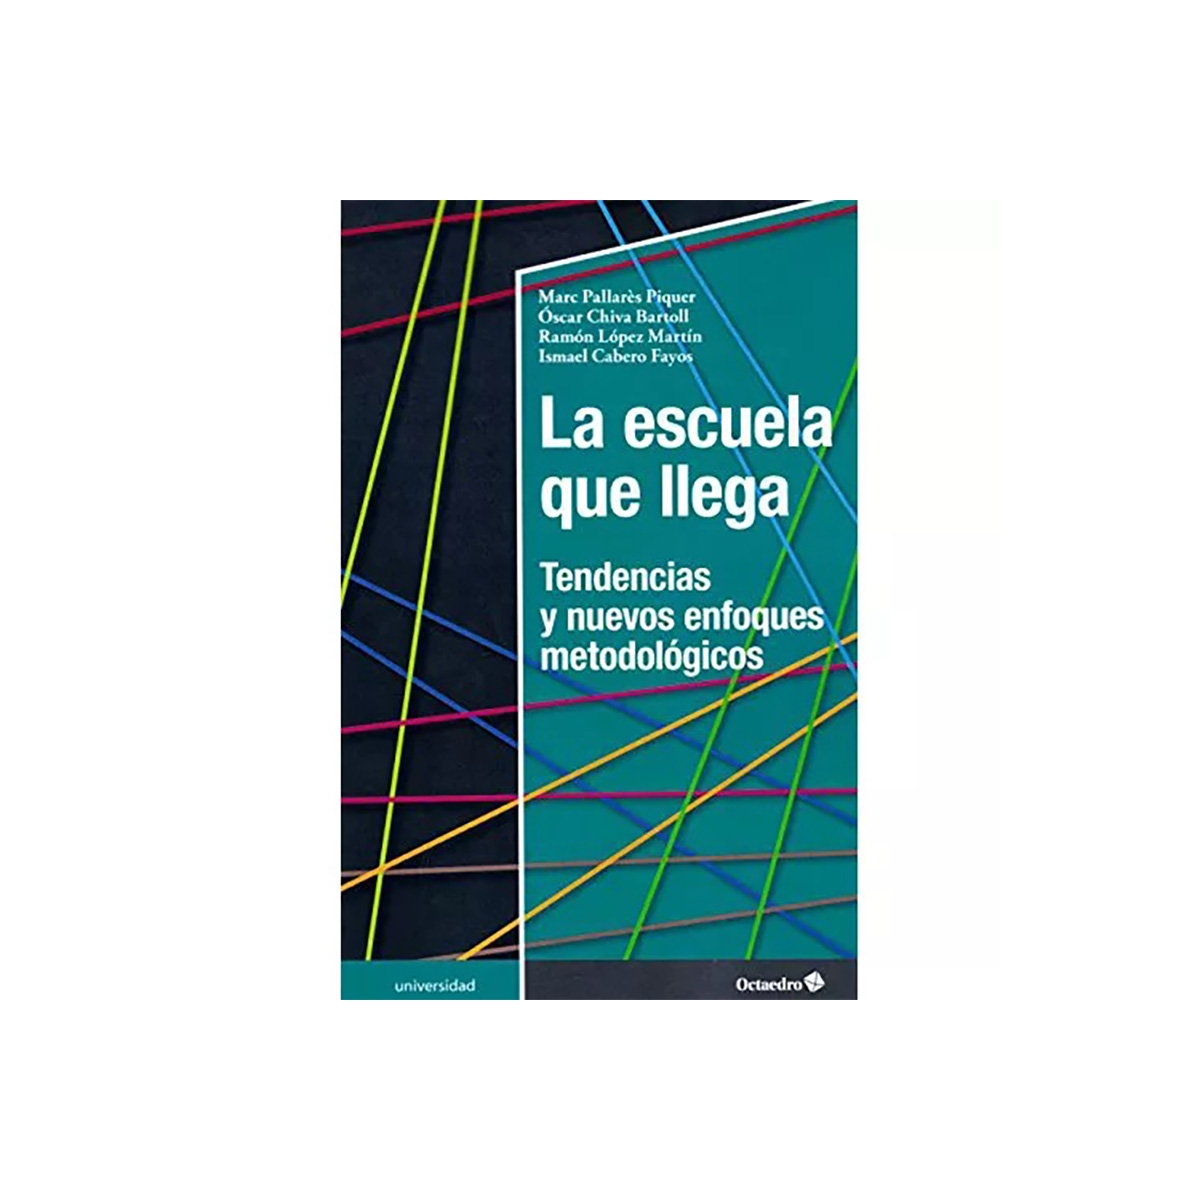 Marc Pallarès Piquer
Óscar Chiva Bartoll
Ramón López Martín
Ismael Cabero Fayos
La escuela
que llega
Tendencias
y nuevos enfoques
metodológicos
universidad
Octaedro